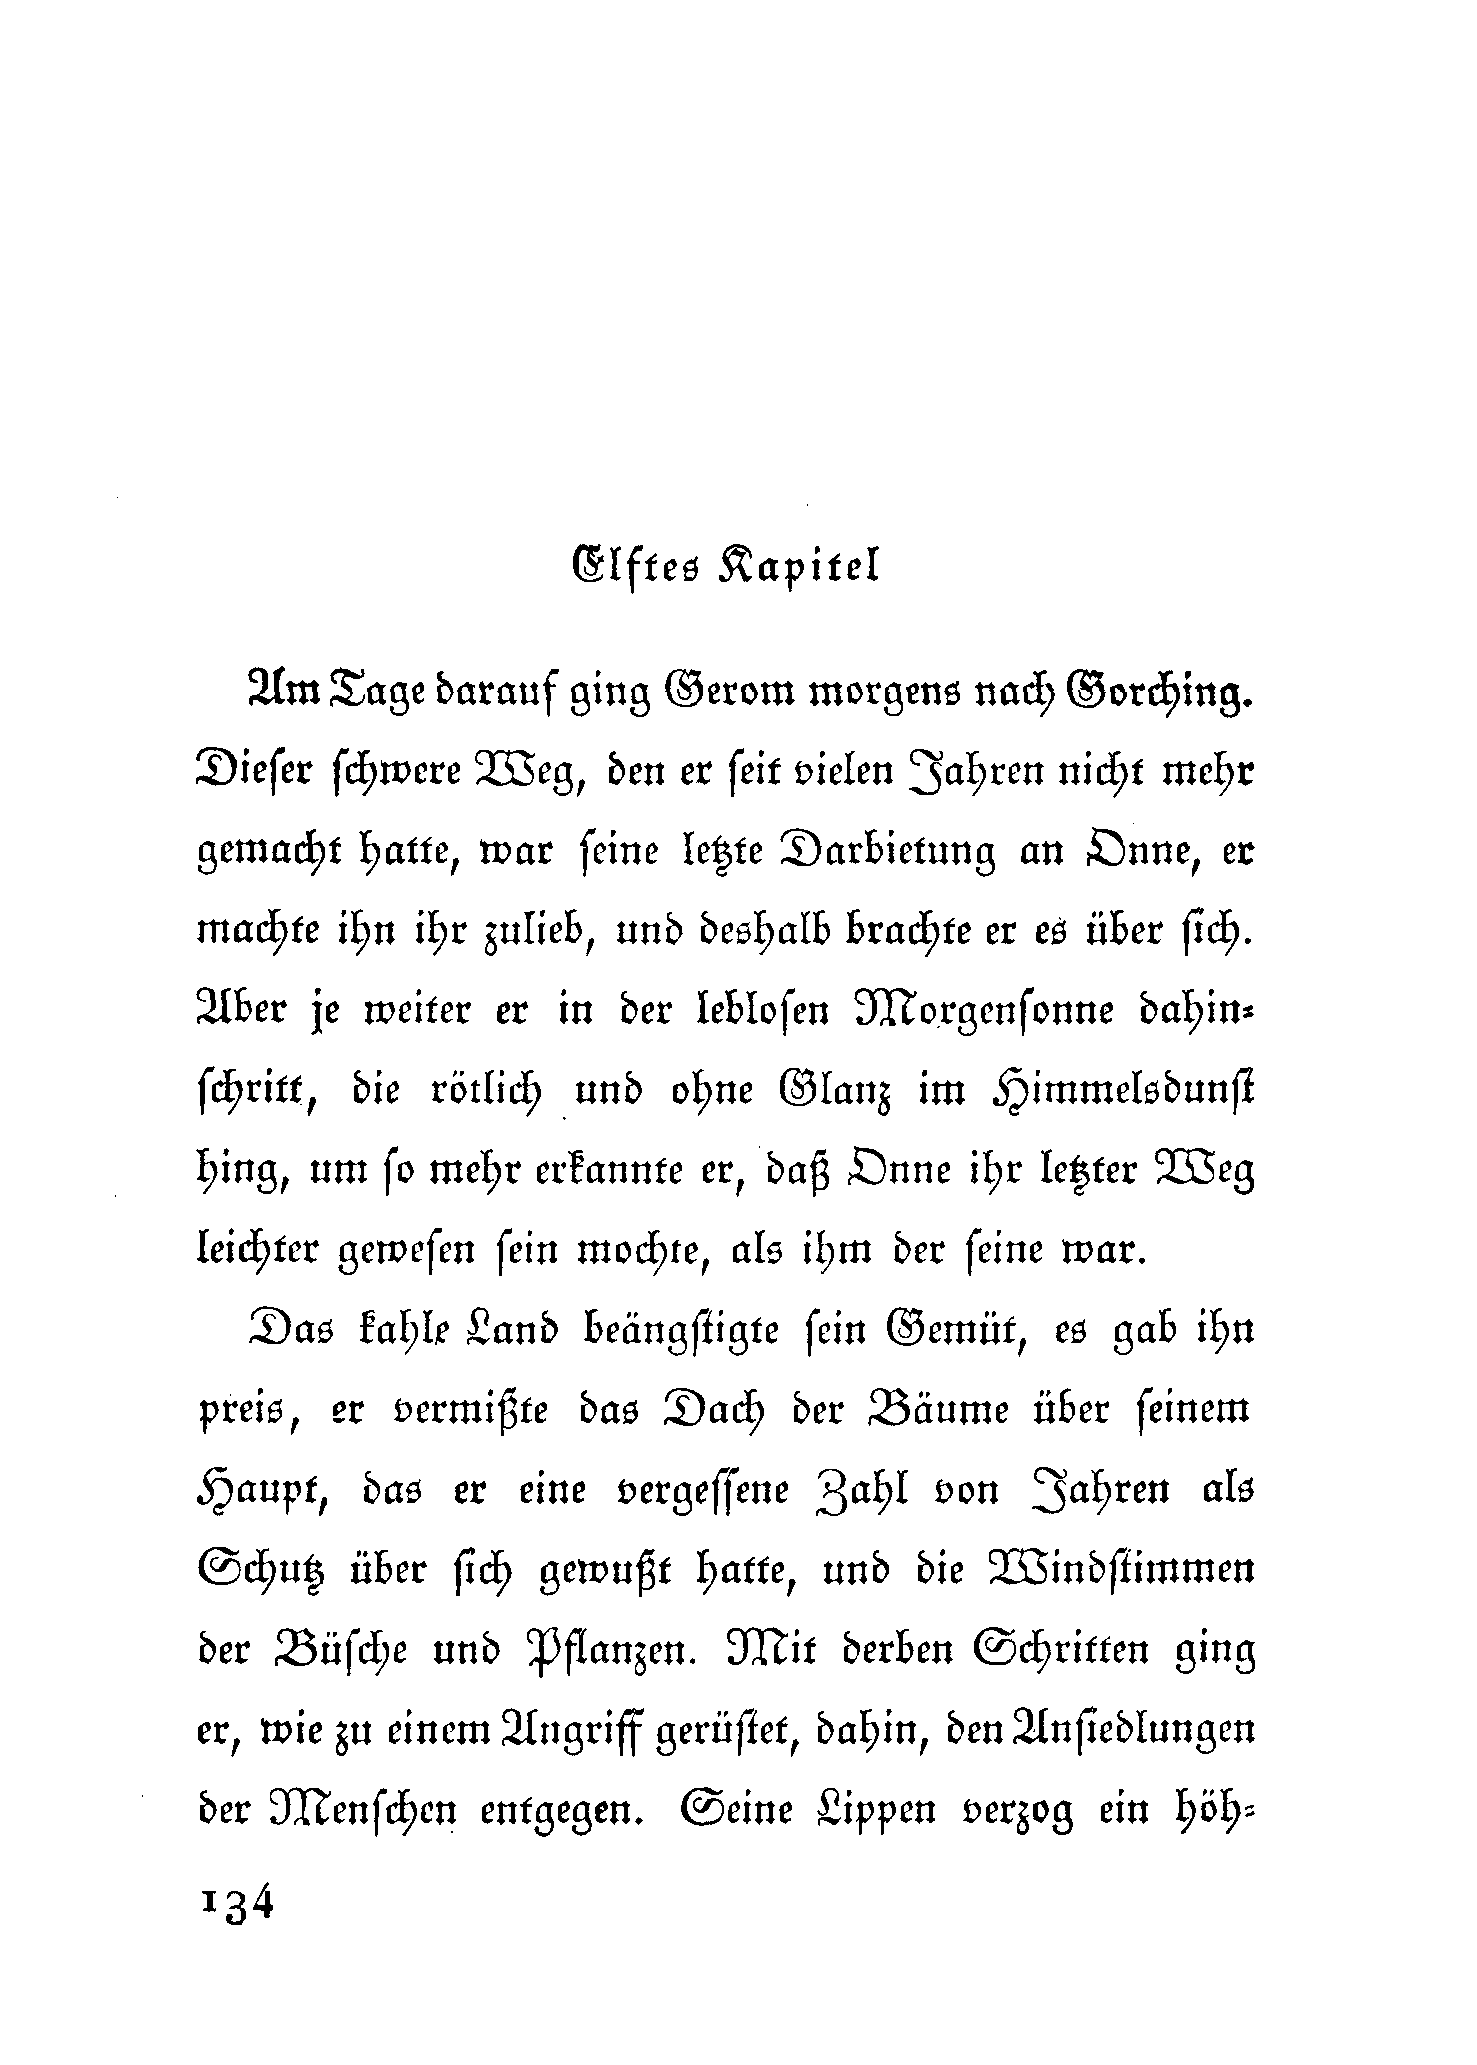 Elftes Kapitel
Am Tage darauf ging Gerom morgens nach Gorching.
Dieser schwere Weg, den er seit vielen Jahren nicht mehr
gemacht hatte, war seine letzte Darbietung an Onne, er
machte ihn ihr zulieb, und deshalb brachte er es über sich.
Aber je weiter er in der leblosen Morgensonne dahin-
schritt, die rötlich und ohne Glanz im Himmelsdunst
hing, um so mehr erkannte er, daß Onne ihr letzter Weg
leichter gewesen sein mochte, als ihm der seine war.
Das kahle Land beängstigte sein Gemüt, es gab ihn
preis, er vermißte das Dach der Bäume über seinem
Haupt, das er eine vergessene Zahl von Jahren als
Schutz über sich gewußt hatte, und die Windstimmen
der Büsche und Pflanzen. Mit derben Schritten ging
er, wie zu einem Angriff gerüstet, dahin, den Ansiedlungen
der Menschen entgegen. Seine Lippen verzog ein höh-
134